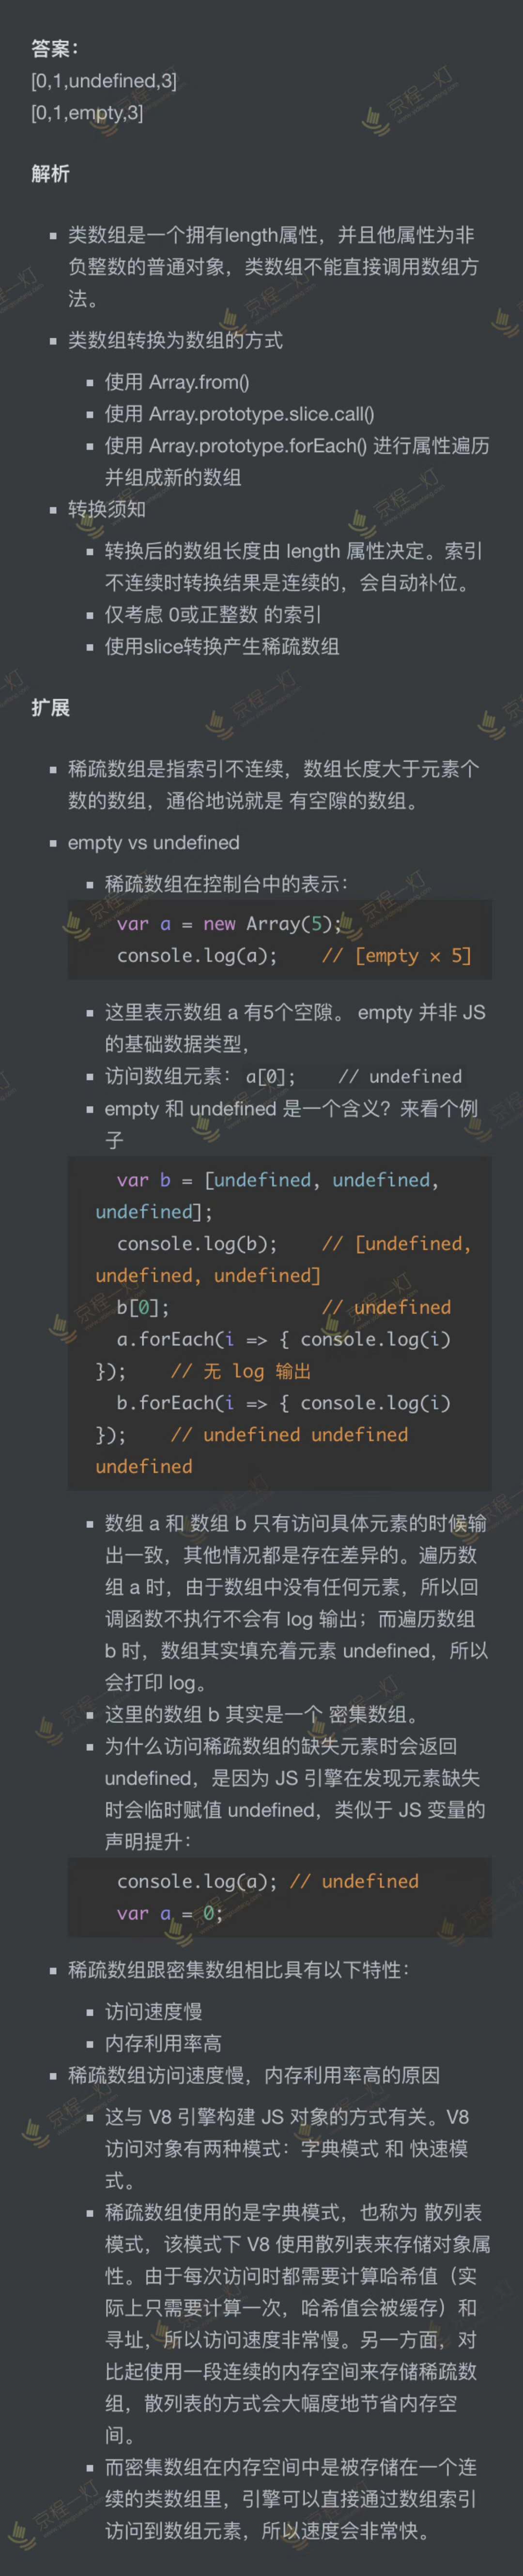 答案：
[0,1,undefined,3]
[0,1,empty,3]
解析
类数组是一个拥有length属性，并且他属性为非
负整数的普通对象，类数组不能直接调用数组方
法。
类数组转换为数组的方式
使用 Array.from()
使用 Array.prototype.slice.call()
使用 Array.prototype.forEach() 进行属性遍历
并组成新的数组
转换须知
转换后的数组长度由 length 属性决定。索引
不连续时转换结果是连续的，会自动补位。
仅考虑 0或正整数 的索引
使用slice转换产生稀疏数组
扩展
稀疏数组是指索引不连续，数组长度大于元素个
数的数组，通俗地说就是 有空隙的数组。
empty vs undefined
稀疏数组在控制台中的表示：
var a = new Array(5);
console.log(a);    // [empty × 5]
这里表示数组 a 有5个空隙。 empty 并非 JS
的基础数据类型，
访问数组元素： a[0];    // undefined
empty 和 undefined 是一个含义？来看个例
子
var b = [undefined, undefined,
undefined];
console.log(b);    // [undefined,
undefined, undefined]
b[0];              // undefined
a.forEach(i => { console.log(i)
});    // 无 log 输出
b.forEach(i => { console.log(i)
});    // undefined undefined
undefined
数组 a 和 数组 b 只有访问具体元素的时候输
出一致，其他情况都是存在差异的。遍历数
组 a 时，由于数组中没有任何元素，所以回
调函数不执行不会有 log 输出；而遍历数组
b 时，数组其实填充着元素 undefined，所以
会打印 log。
这里的数组 b 其实是一个 密集数组。
为什么访问稀疏数组的缺失元素时会返回
undefined，是因为 JS 引擎在发现元素缺失
时会临时赋值 undefined，类似于 JS 变量的
声明提升：
console.log(a); // undefined
var a = 0;
稀疏数组跟密集数组相比具有以下特性：
访问速度慢
内存利用率高
稀疏数组访问速度慢，内存利用率高的原因
这与 V8 引擎构建 JS 对象的方式有关。V8
访问对象有两种模式：字典模式 和 快速模
式。
稀疏数组使用的是字典模式，也称为 散列表
模式，该模式下 V8 使用散列表来存储对象属
性。由于每次访问时都需要计算哈希值（实
际上只需要计算一次，哈希值会被缓存）和
寻址，所以访问速度非常慢。另一方面，对
比起使用一段连续的内存空间来存储稀疏数
组，散列表的方式会大幅度地节省内存空
间。
而密集数组在内存空间中是被存储在一个连
续的类数组里，引擎可以直接通过数组索引
访问到数组元素，所以速度会非常快。